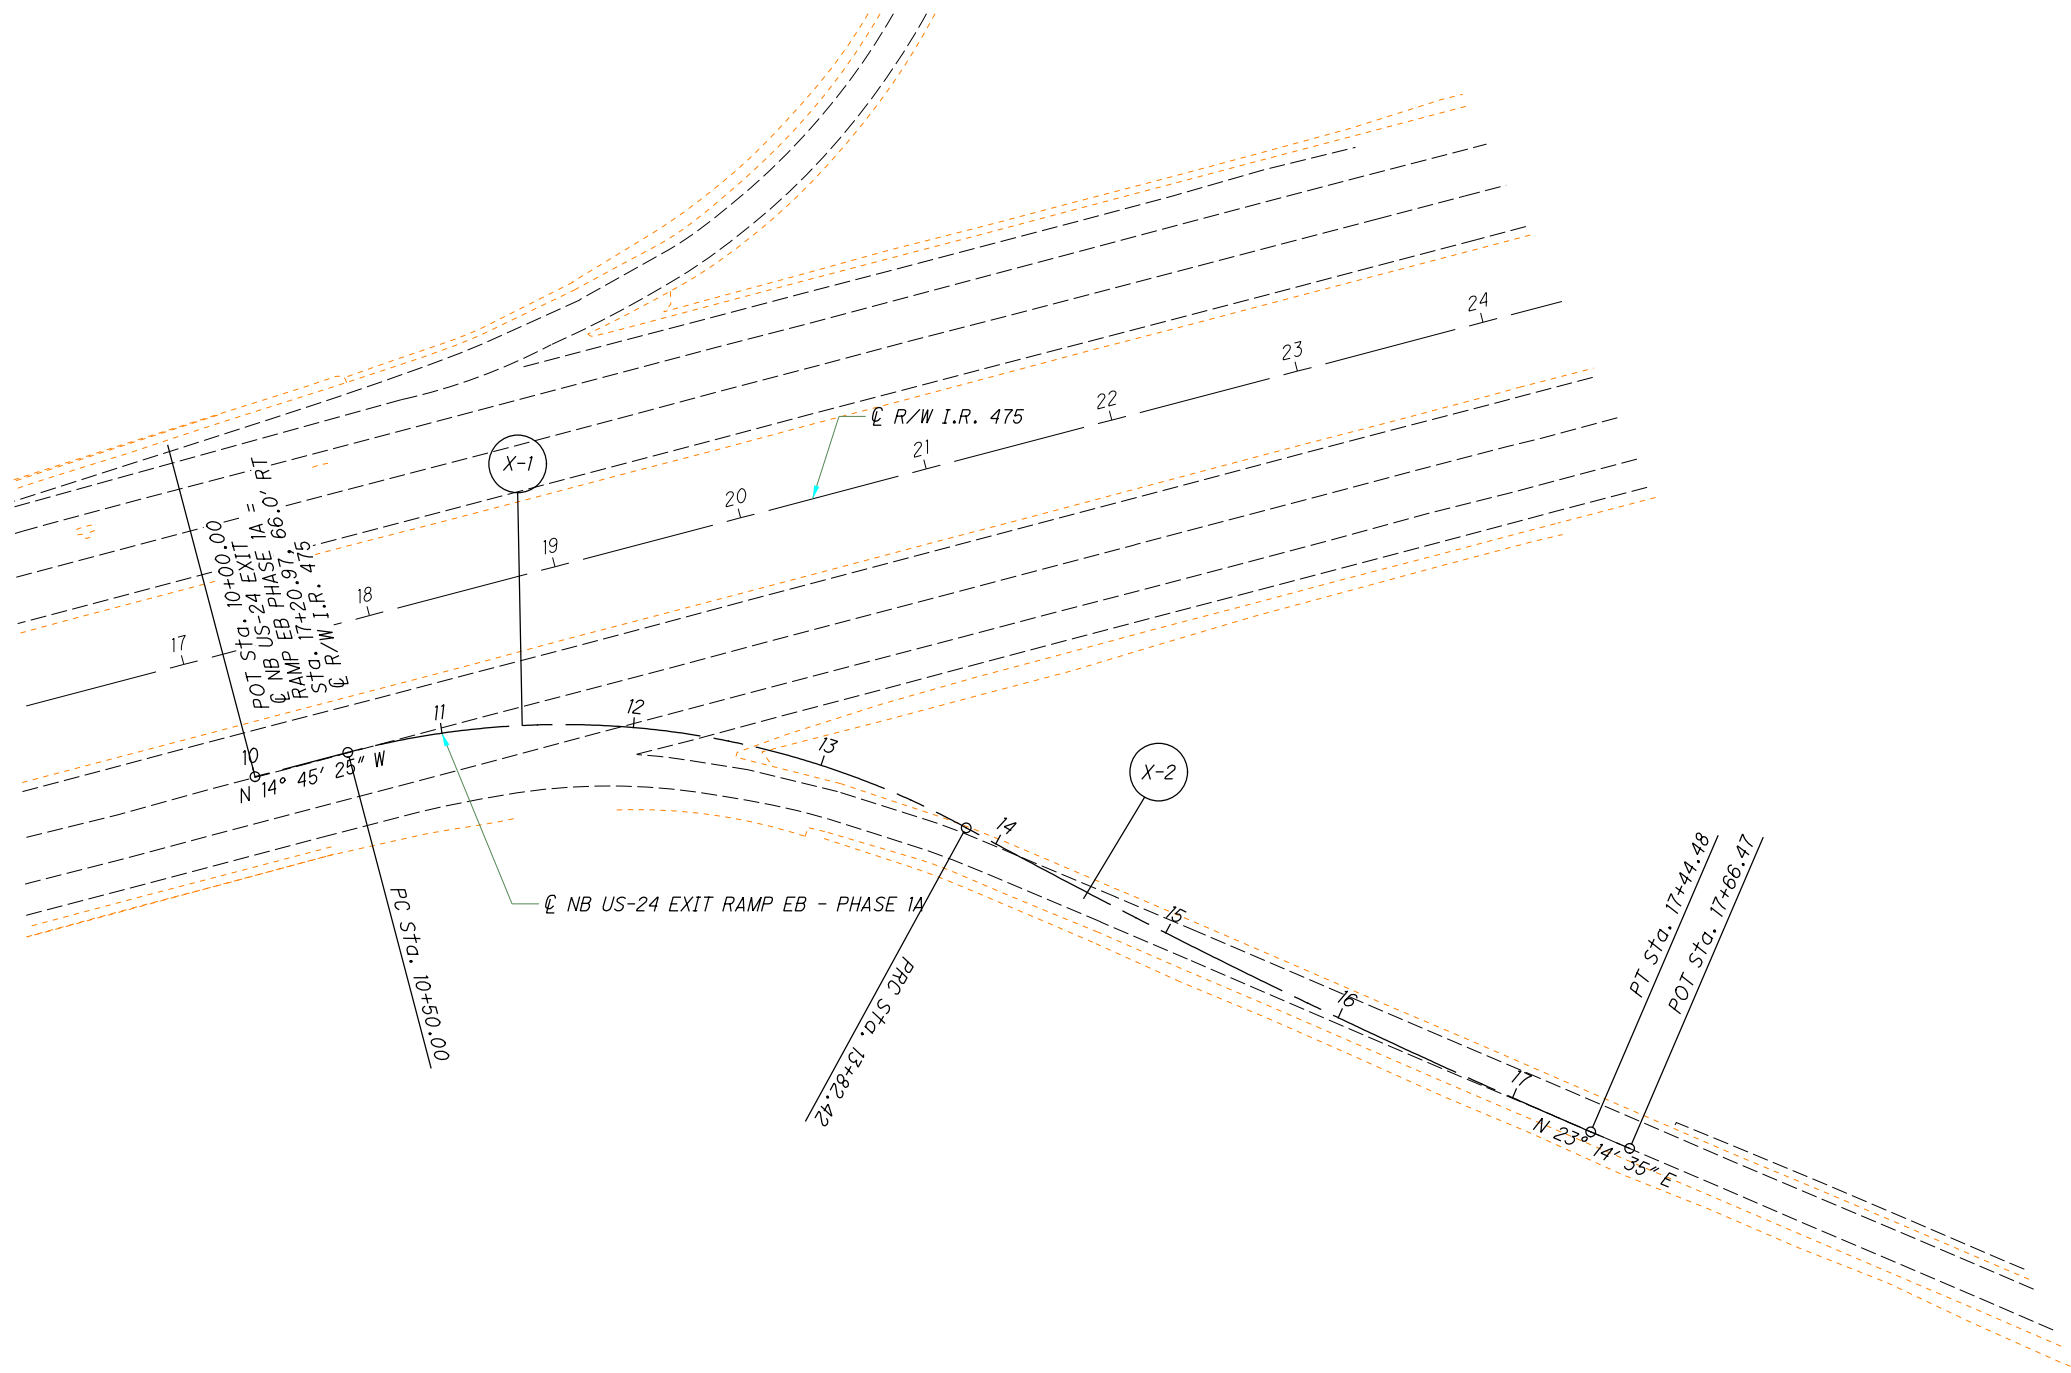 24
23
22
21
20
19
18
17
℄ R/W I.R. 475
X-1
POT Sta. 10+00.00
℄ NB US-24 EXIT
RAMP EB PHASE 1A =
Sta. 17+20.97, 66.0' RT
℄ R/W I.R. 475
10
11
12
13
14
15
16
17
N 14° 45' 25" W
X-2
PC Sta. 10+50.00
℄ NB US-24 EXIT RAMP EB - PHASE 1A
PRC Sta. 13+82.42
PT Sta. 17+44.48
POT Sta. 17+66.47
N 23° 14' 35" E